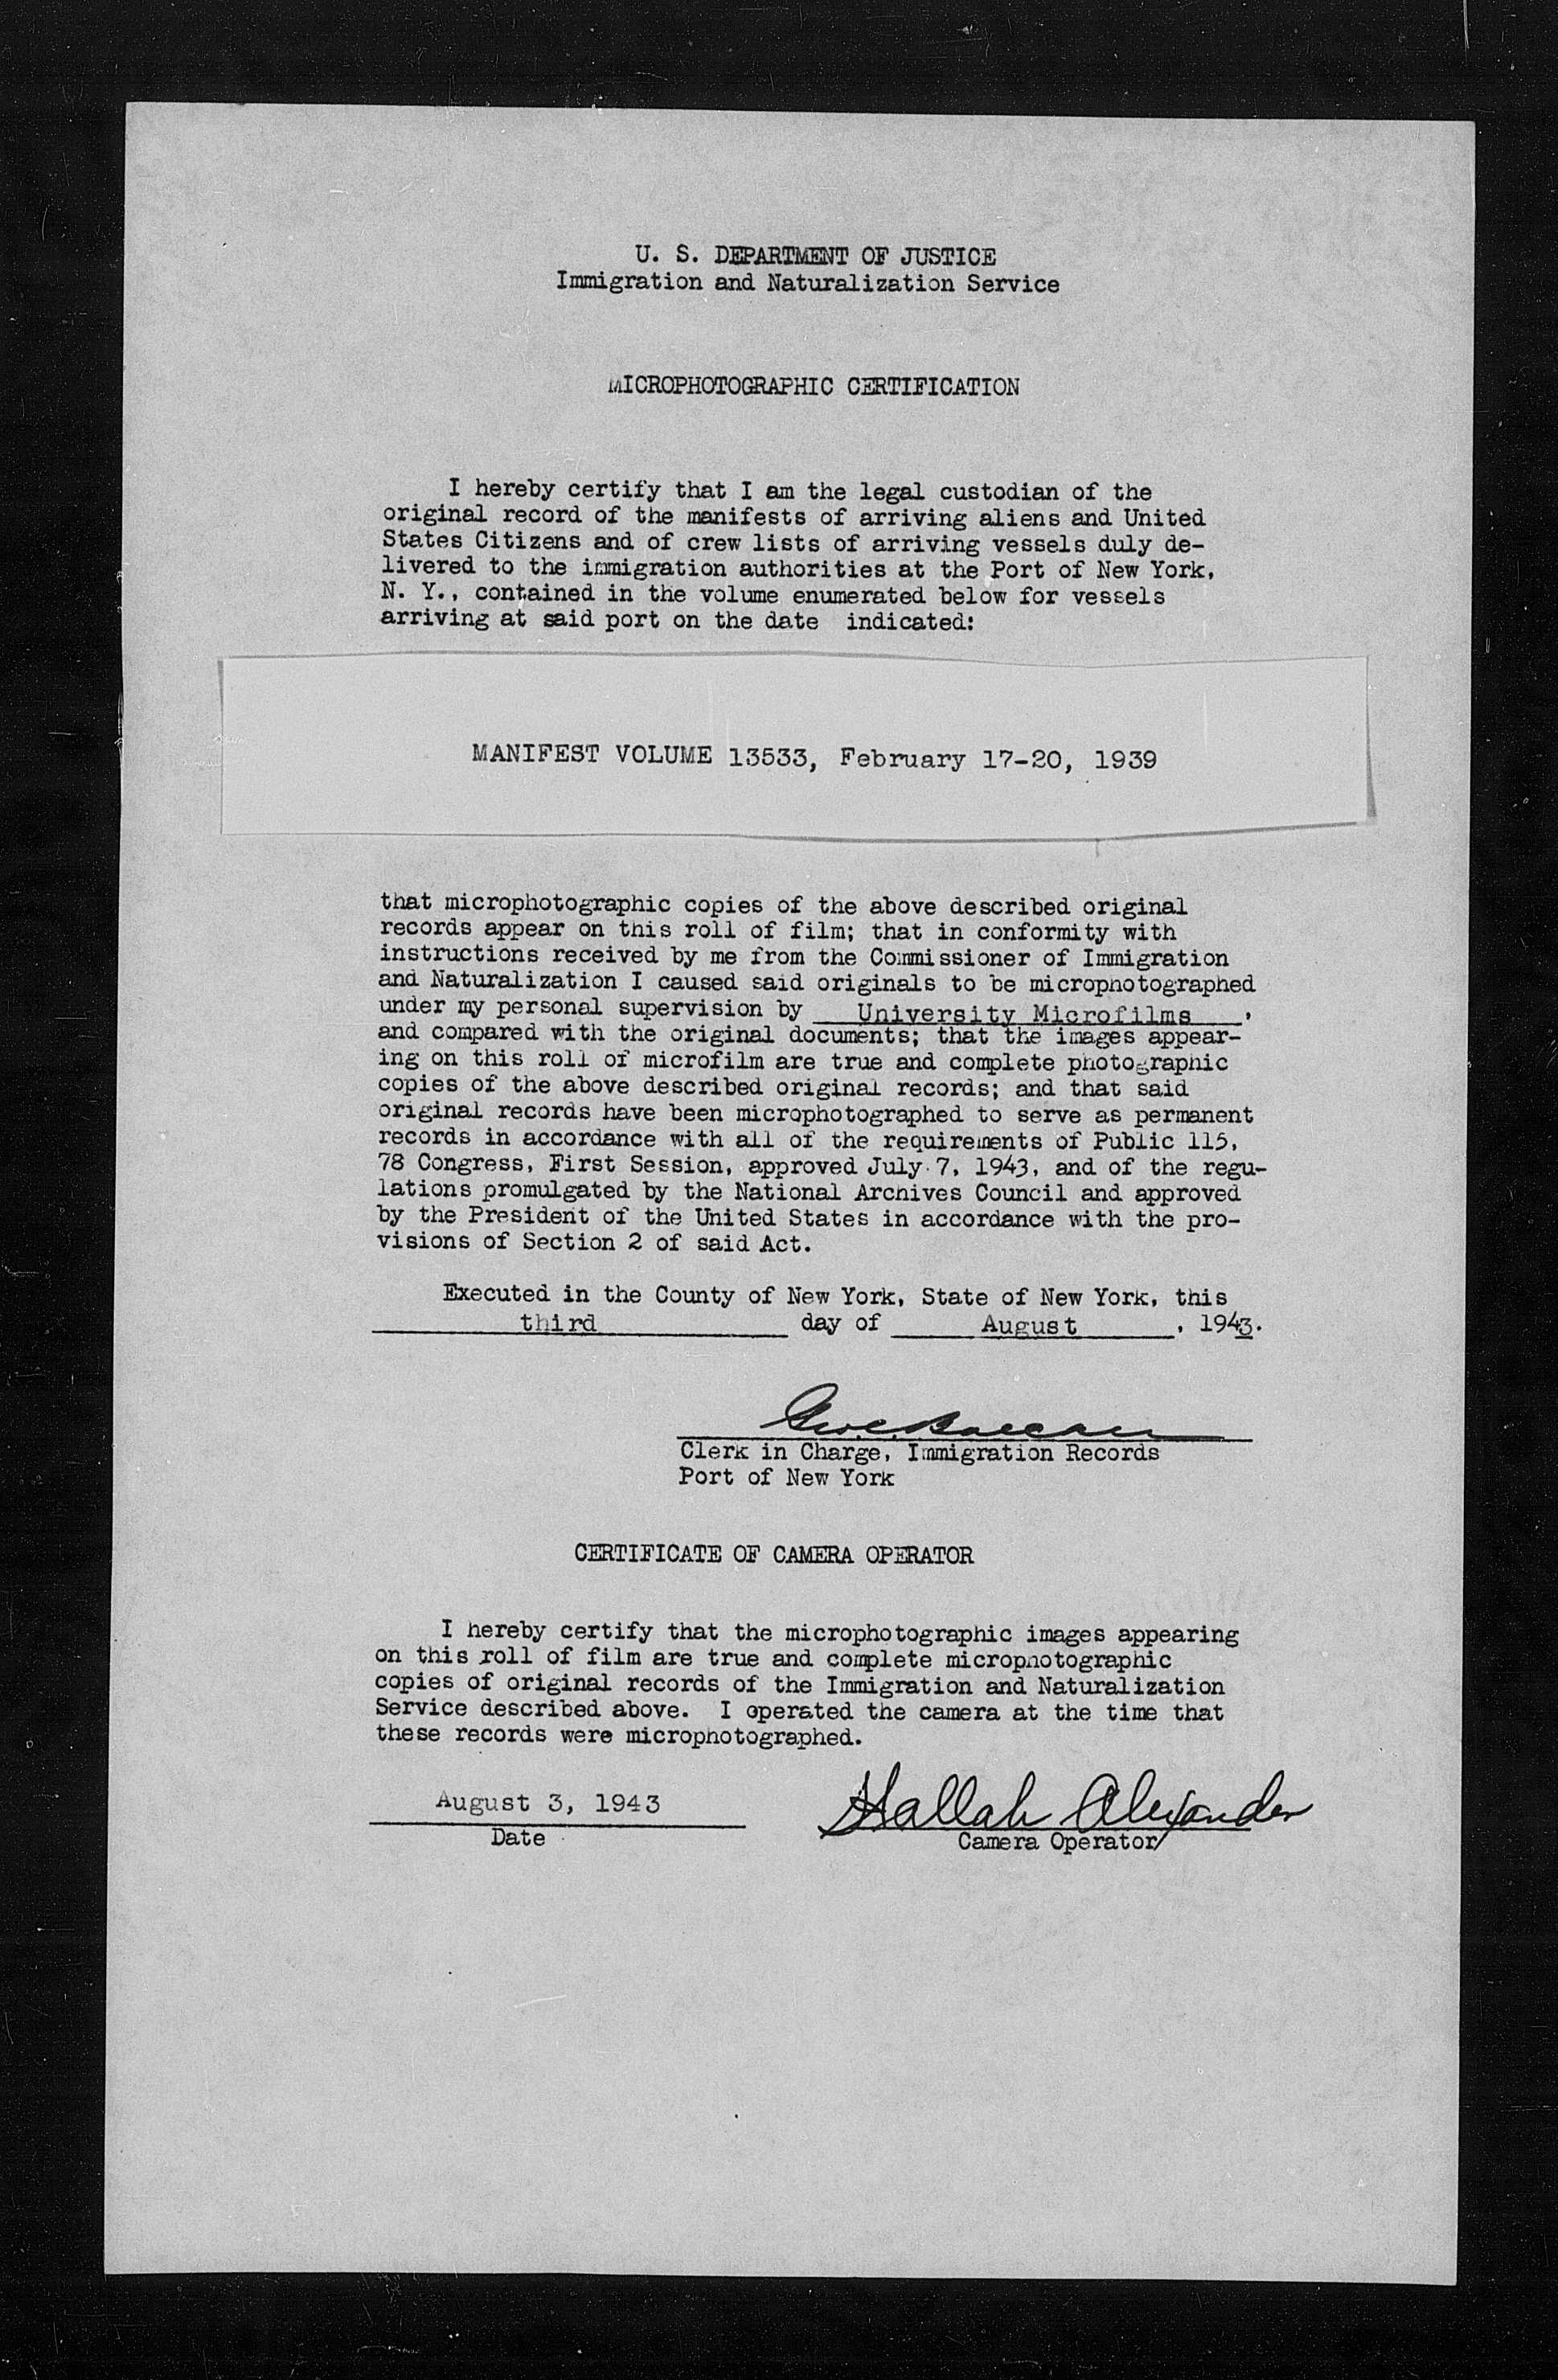 U. S. DEPARTMENT OF JUSTICE
Immigration and Naturalization Service
MICROPHOTOGRAPHIC CERTIFICATION
I hereby certify that I am the legal custodian of the
original record of the manifests of arriving aliens and United
States Citizens and of crew lists of arriving vessels duly de-
livered to the immigration authorities at the Port of New York,
N. Y., contained in the volume enumerated below for vessels
arriving at said port on the date indicated:
MANIFEST VOLUME 13533, February 17-20, 1939
that microphotographic copies of the above described original
records appear on this roll of film; that in conformity with
instructions received by me from the Commissioner of Immigration
and Naturalization I caused said originals to be microphotographed
under my personal supervision by University Microfilms,
and compared with the original documents; that the images appear-
ing on this roll of microfilm are true and complete photographic
copies of the above described original records; and that said
original records have been microphotographed to serve as permanent
records in accordance with all of the requirements of Public 115,
78 Congress, First Session, approved July 7, 1943, and of the regu-
lations promulgated by the National Archives Council and approved
by the President of the United States in accordance with the pro-
visions of Section 2 of said Act.
Executed in the County of New York, State of New York, this
third day of August, 1943.
Clerk in Charge, Immigration Records
Port of New York
CERTIFICATE OF CAMERA OPERATOR
I hereby certify that the microphotographic images appearing
on this roll of film are true and complete microphotographic
copies of original records of the Immigration and Naturalization
Service described above. I operated the camera at the time that
these records were microphotographed.
August 3, 1943 Hallah Alexander
Date Camera Operator